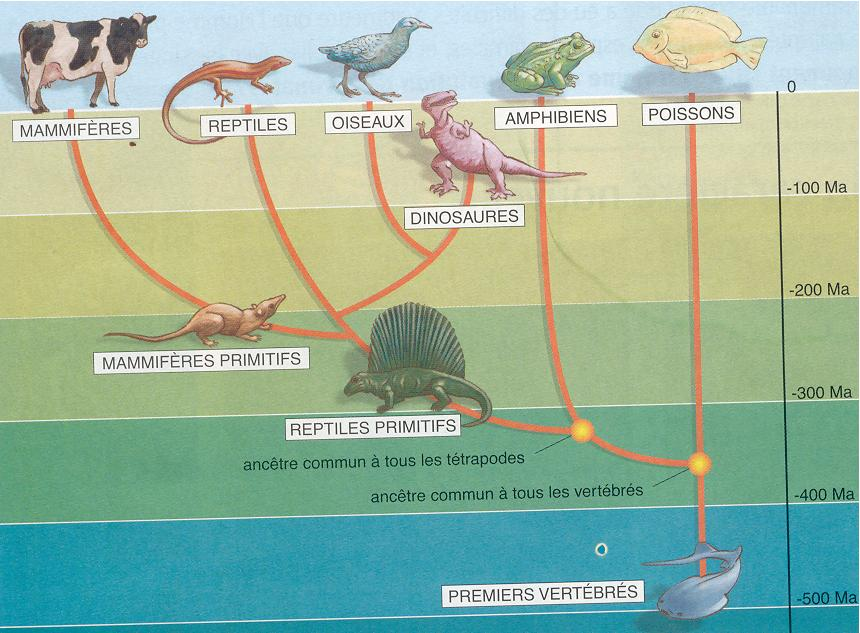 0
MAMMIFÈRES
REPTILES
OISEAUX
AMPHIBIENS
POISSONS
-100 Ma
DINOSAURES
-200 Ma
MAMMIFÈRES PRIMITIFS
-300 Ma
REPTILES PRIMITIFS
ancêtre commun à tous les tétrapodes
ancêtre commun à tous les vertébrés
-400 Ma
PREMIERS VERTÉBRÉS
-500 Ma